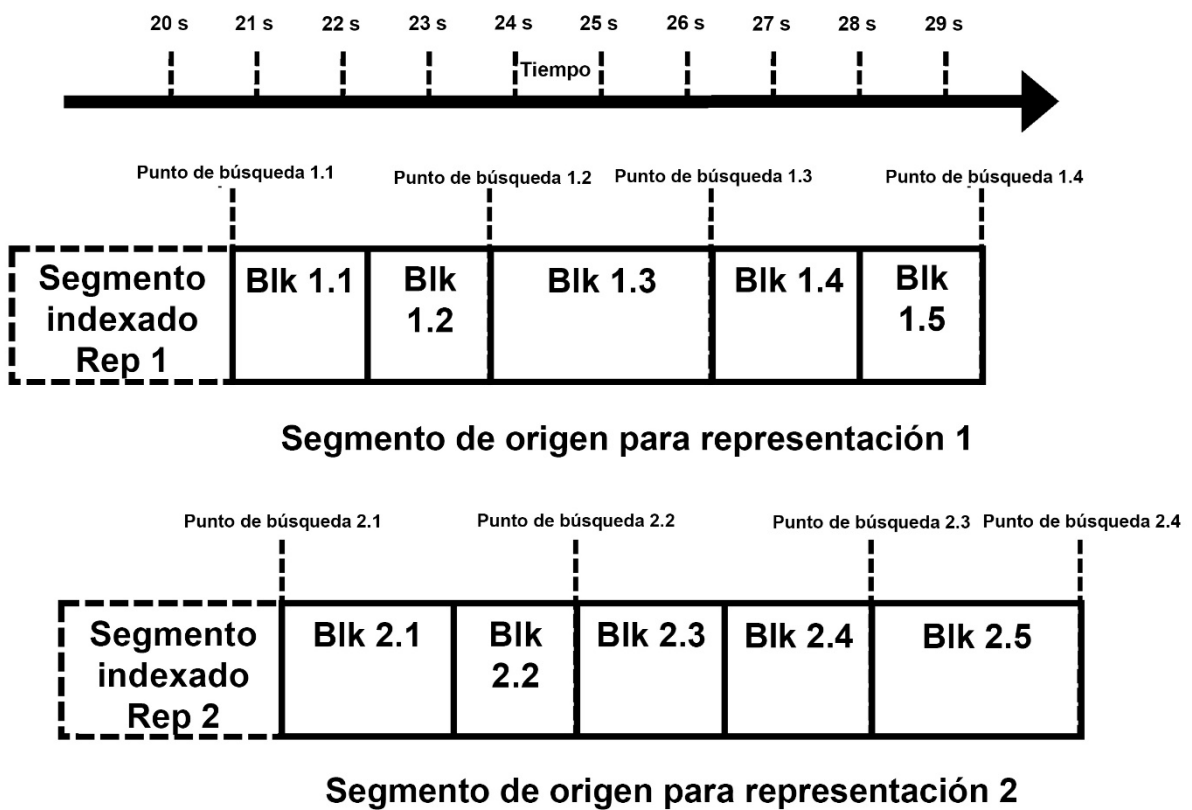 20 s 21 s 22 s 23 s 24 s 25 s 26 s 27 s 28 s 29 s
Tiempo
Punto de búsqueda 1.1 Punto de búsqueda 1.2 Punto de búsqueda 1.3 Punto de búsqueda 1.4
Segmento
indexado
Rep 1
Blk 1.1
Blk
1.2
Blk 1.3
Blk 1.4
Blk
1.5
Segmento de origen para representación 1
Punto de búsqueda 2.1 Punto de búsqueda 2.2 Punto de búsqueda 2.3 Punto de búsqueda 2.4
Segmento
indexado
Rep 2
Blk 2.1
Blk
2.2
Blk 2.3
Blk 2.4
Blk 2.5
Segmento de origen para representación 2